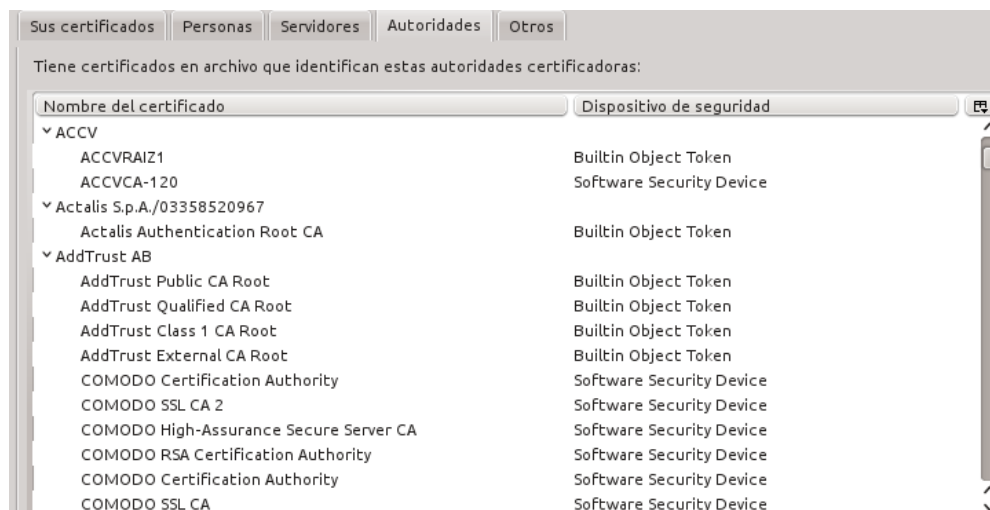 Sus certificados Personas Servidores Autoridades Otros
Tiene certificados en archivo que identifican estas autoridades certificadoras:
Nombre del certificado Dispositivo de seguridad
ACCV
ACCVRAIZ1 Builtin Object Token
ACCVCA-120 Software Security Device
Actalis S.p.A./03358520967
Actalis Authentication Root CA Builtin Object Token
AddTrust AB
AddTrust Public CA Root Builtin Object Token
AddTrust Qualified CA Root Builtin Object Token
AddTrust Class 1 CA Root Builtin Object Token
AddTrust External CA Root Builtin Object Token
COMODO Certification Authority Software Security Device
COMODO SSL CA 2 Software Security Device
COMODO High-Assurance Secure Server CA Software Security Device
COMODO RSA Certification Authority Software Security Device
COMODO Certification Authority Software Security Device
COMODO SSL CA Software Security Device